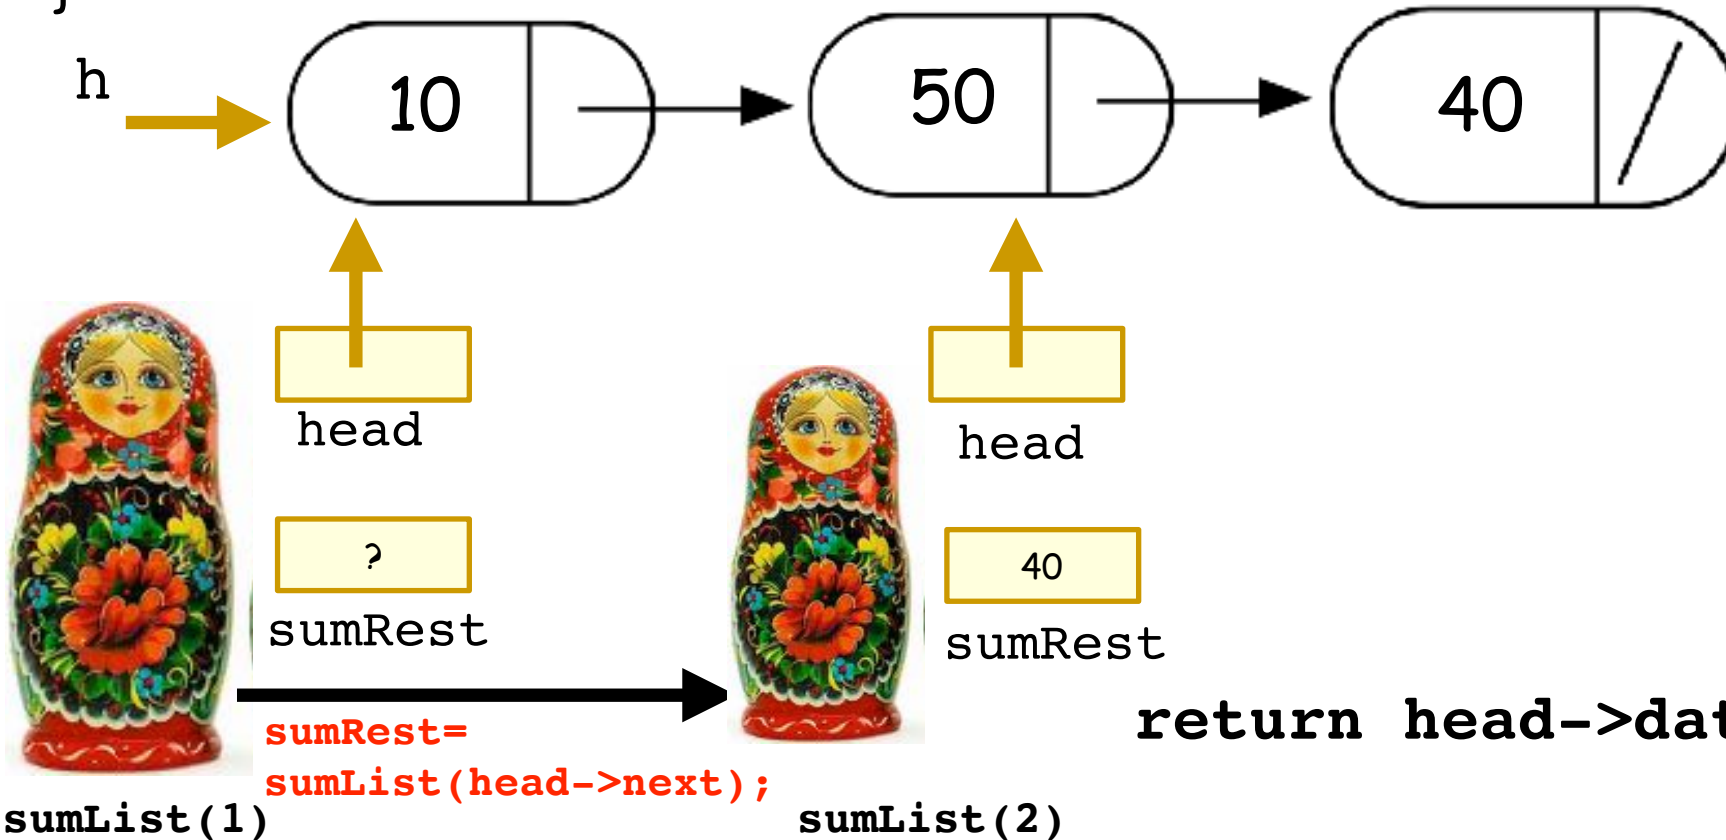 }
h
10
50
40
head
head
?
40
sumRest
sumRest
return head->dat
sumRest=
sumList(head->next);
sumList(1)
sumList(2)